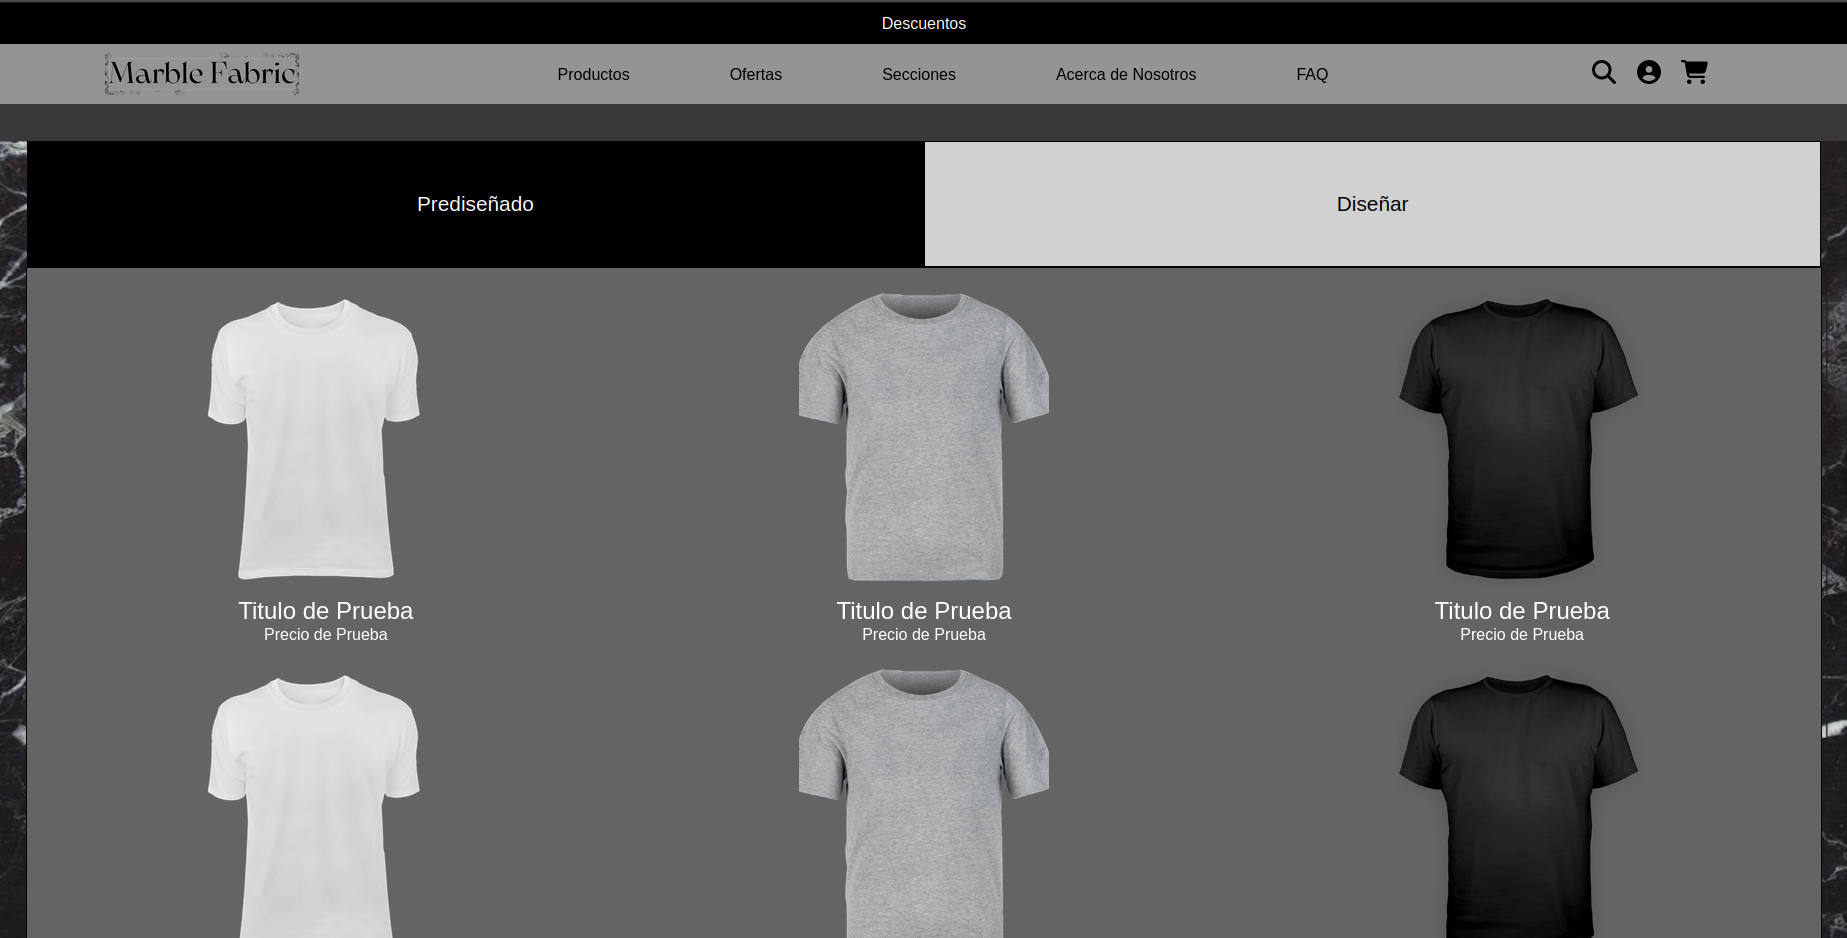 Descuentos
Marble Fabric
Productos
Ofertas
Secciones
Acerca de Nosotros
FAQ
Prediseñado
Diseñar
Titulo de Prueba
Precio de Prueba
Titulo de Prueba
Precio de Prueba
Titulo de Prueba
Precio de Prueba